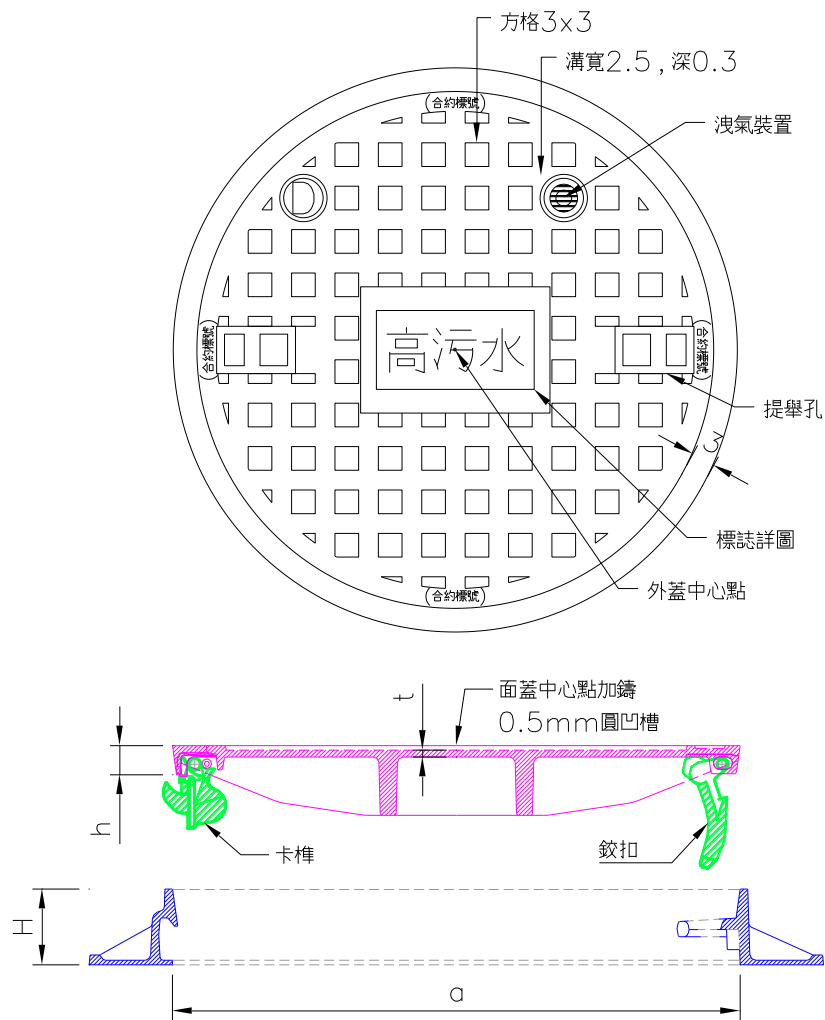 方格3x3
溝寬2.5,深0.3
(合約標號)
洩氣裝置
(合約標號)
高污水
(合約標號)
提舉孔
3
標誌詳圖
外蓋中心點
(合約標號)
t
面蓋中心點加鑄
0.5mm圓凹槽
h
卡榫
鉸扣
H
a